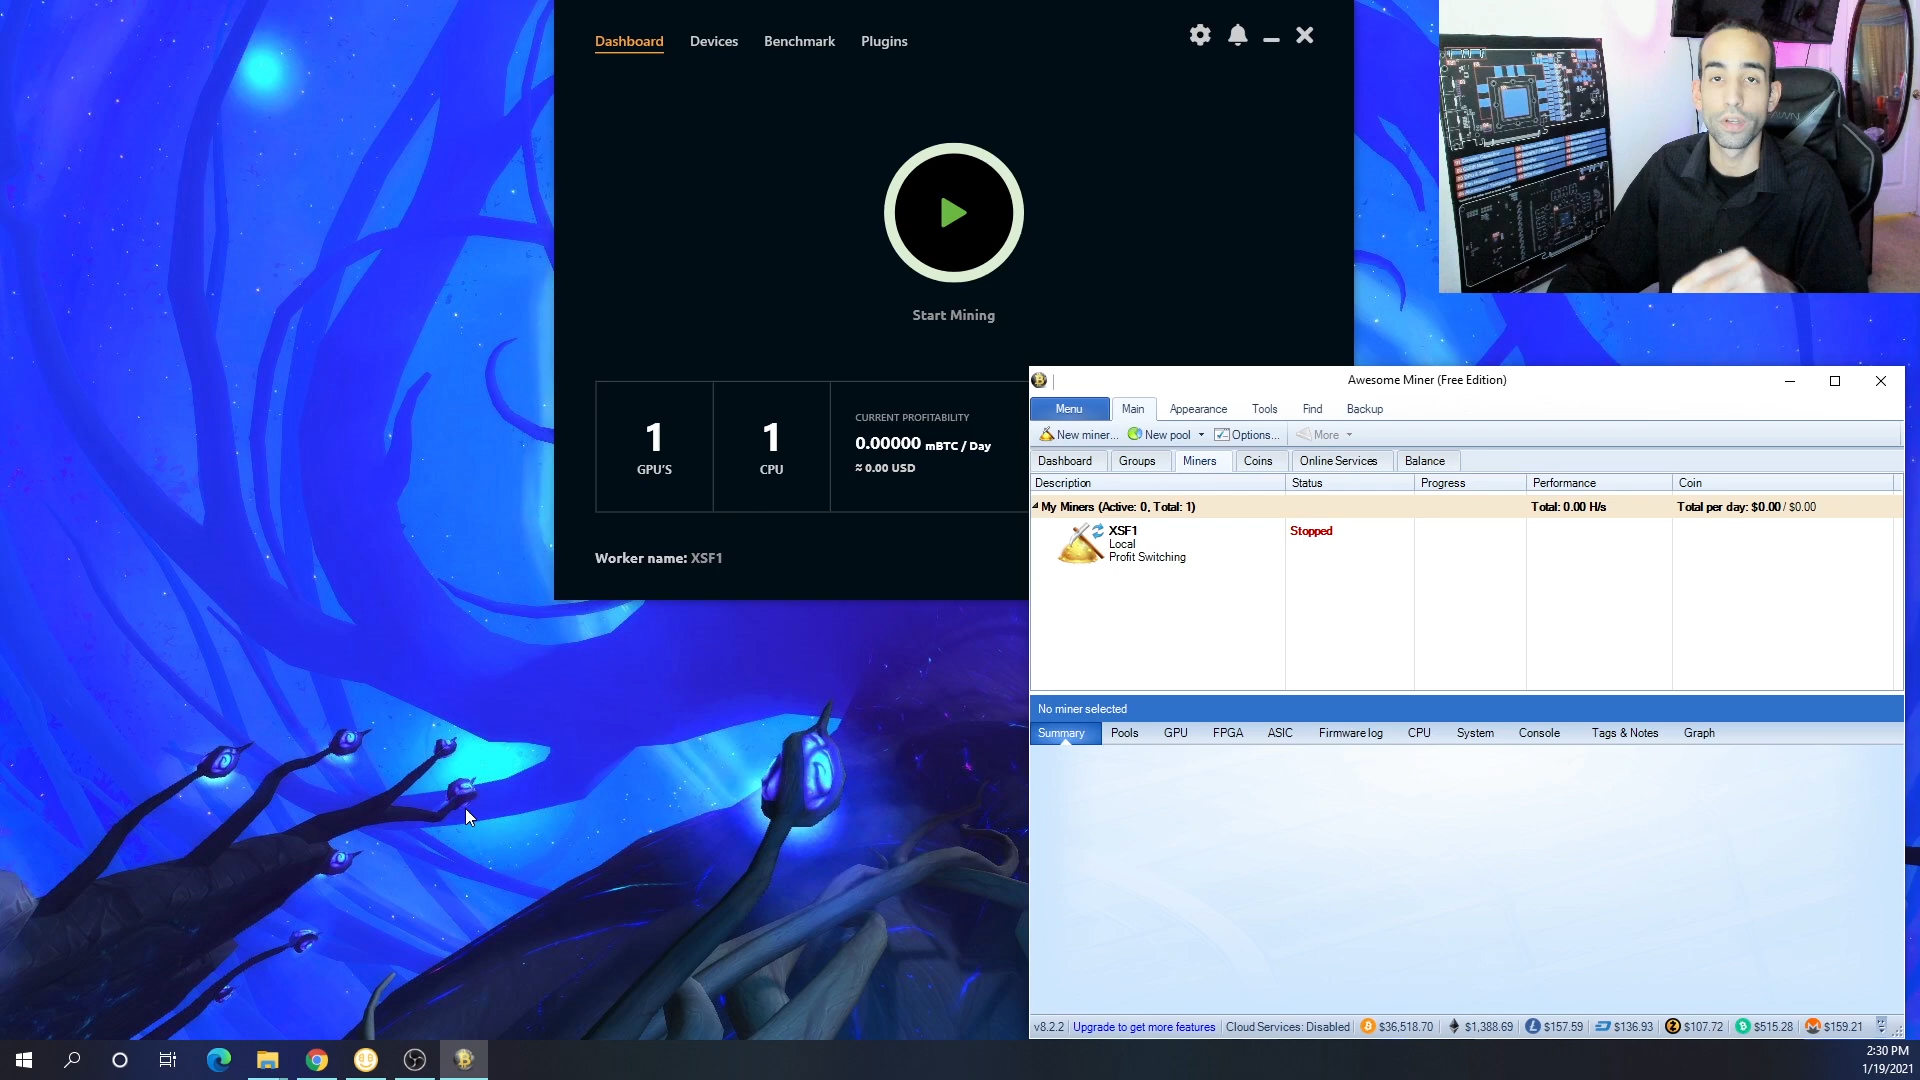 Dashboard Devices Benchmark Plugins
Start Mining
1
GPU'S
1
CPU
CURRENT PROFITABILITY
0.00000 mBTC / Day
≈ 0.00 USD
Worker name: XSF1
Awesome Miner (Free Edition)
Menu Main Appearance Tools Find Backup
New miner... New pool Options... More
Dashboard Groups Miners Coins Online Services Balance
Description Status Progress Performance Coin
My Miners (Active: 0, Total: 1) Total: 0.00 H/s Total per day: $0.00 / $0.00
XSF1 Stopped
Local
Profit Switching
No miner selected
Summary Pools GPU FPGA ASIC Firmware log CPU System Console Tags & Notes Graph
v8.2.2 Upgrade to get more features Cloud Services: Disabled $36,518.70 $1,388.69 $157.59 $136.93 $107.72 $515.28 $159.21
2:30 PM
1/19/2021